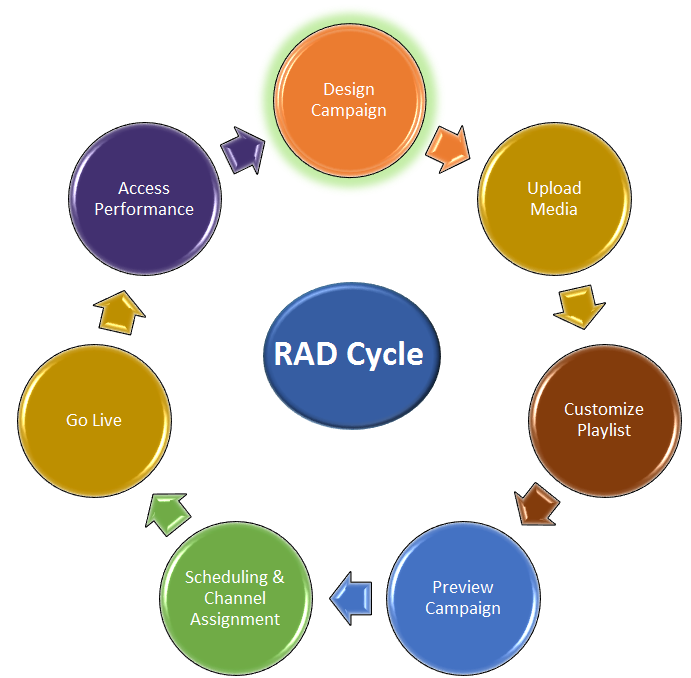 Design
Campaign
Upload
Media
Customize
Playlist
Preview
Campaign
Scheduling &
Channel
Assignment
Go Live
Access
Performance
RAD Cycle